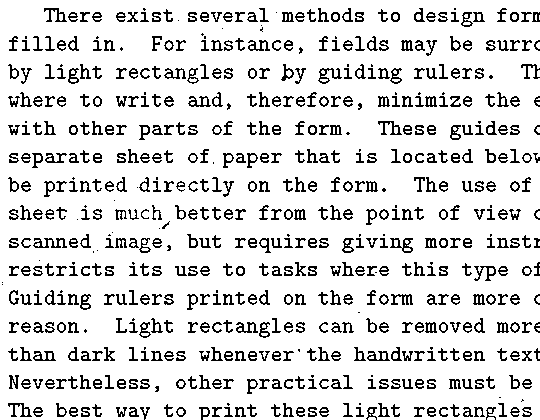 There exist several methods to design form
filled in. For instance, fields may be surro
by light rectangles or by guiding rulers. Th
where to write and, therefore, minimize the e
with other parts of the form. These guides
separate sheet of paper that is located below
be printed directly on the form. The use of
sheet is much better from the point of view
scanned image, but requires giving more instr
restricts its use to tasks where this type of
Guiding rulers printed on the form are more
reason. Light rectangles can be removed more
than dark lines whenever the handwritten text
Nevertheless, other practical issues must be
The best way to print these light rectangles